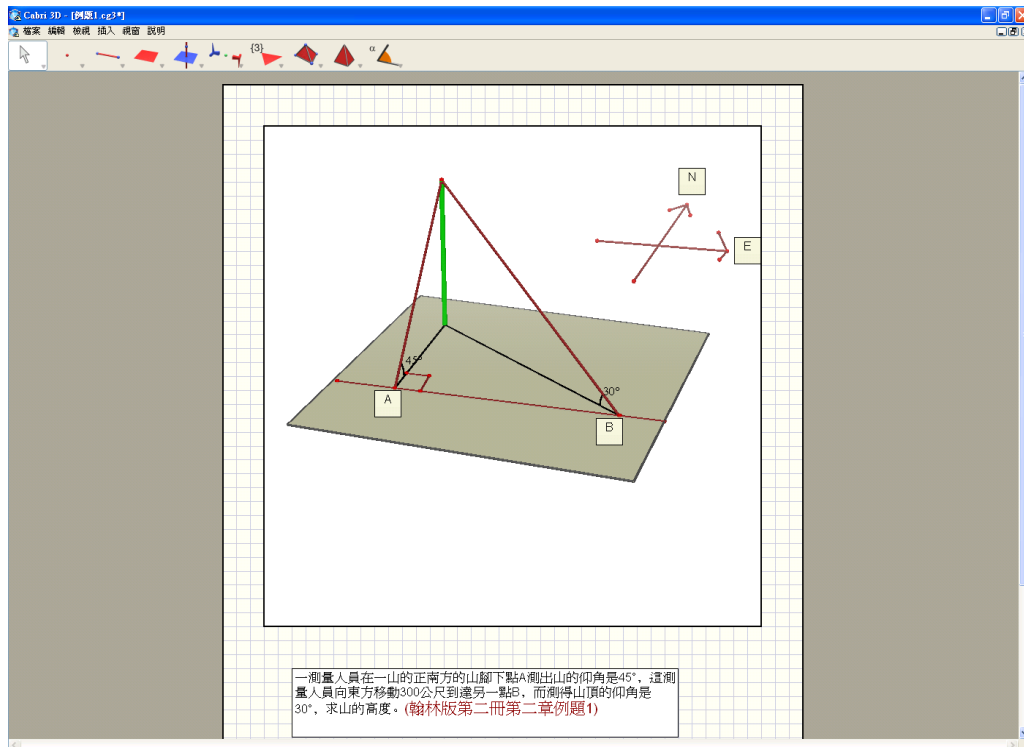 Cabri 3D - [例題1.cg3*]
檔案 編輯 檢視 插入 視窗 說明
{3}
α
N
E
45°
30°
A
B
一測量人員在一山的正南方的山腳下點A測出山的仰角是45°，這測
量人員向東方移動300公尺到達另一點B，而測得山頂的仰角是
30°，求山的高度。(翰林版第二冊第二章例題1)